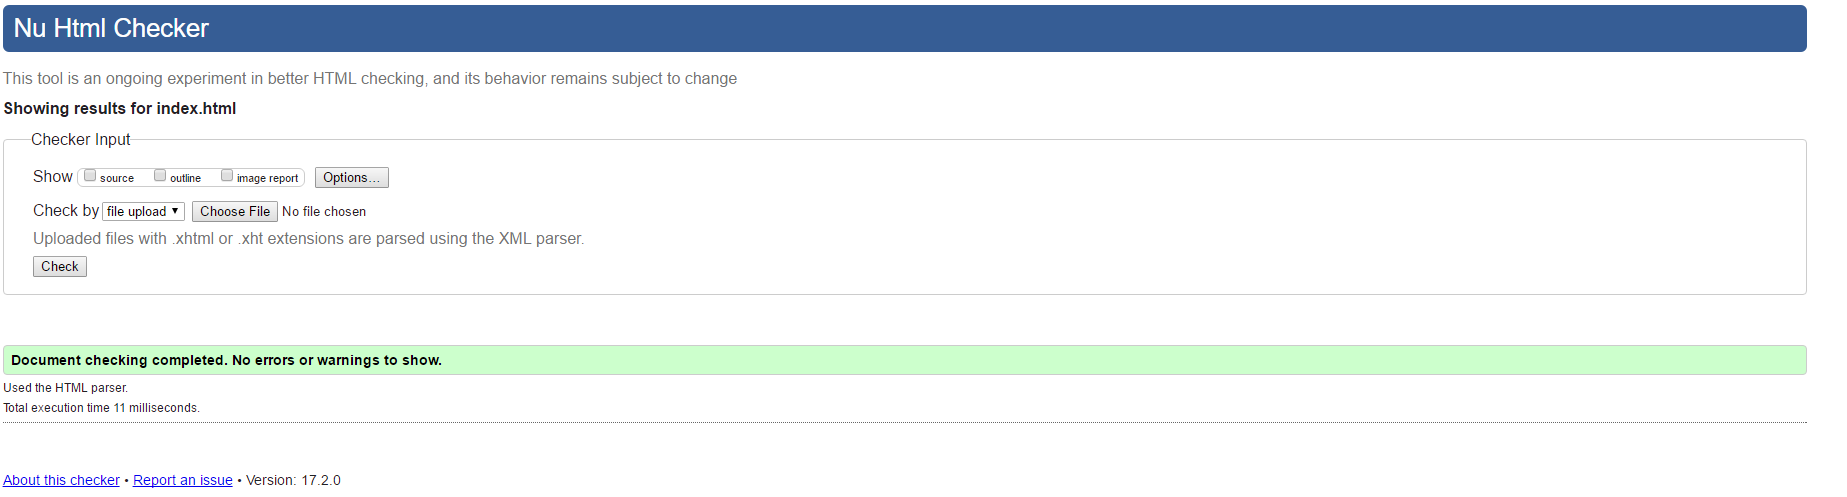 Nu Html Checker
This tool is an ongoing experiment in better HTML checking, and its behavior remains subject to change
Showing results for index.html
Checker Input
Show source outline image report Options...
Check by file upload Choose File No file chosen
Uploaded files with .xhtml or .xht extensions are parsed using the XML parser.
Check
Document checking completed. No errors or warnings to show.
Used the HTML parser.
Total execution time 11 milliseconds.
About this checker • Report an issue • Version: 17.2.0